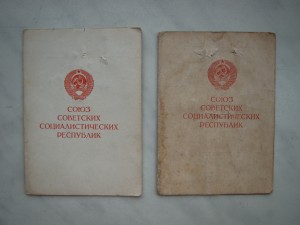 СОЮЗ
СОВЕТСКИХ
СОЦИАЛИСТИЧЕСКИХ
РЕСПУБЛИК
СОЮЗ
СОВЕТСКИХ
СОЦИАЛИСТИЧЕСКИХ
РЕСПУБЛИК